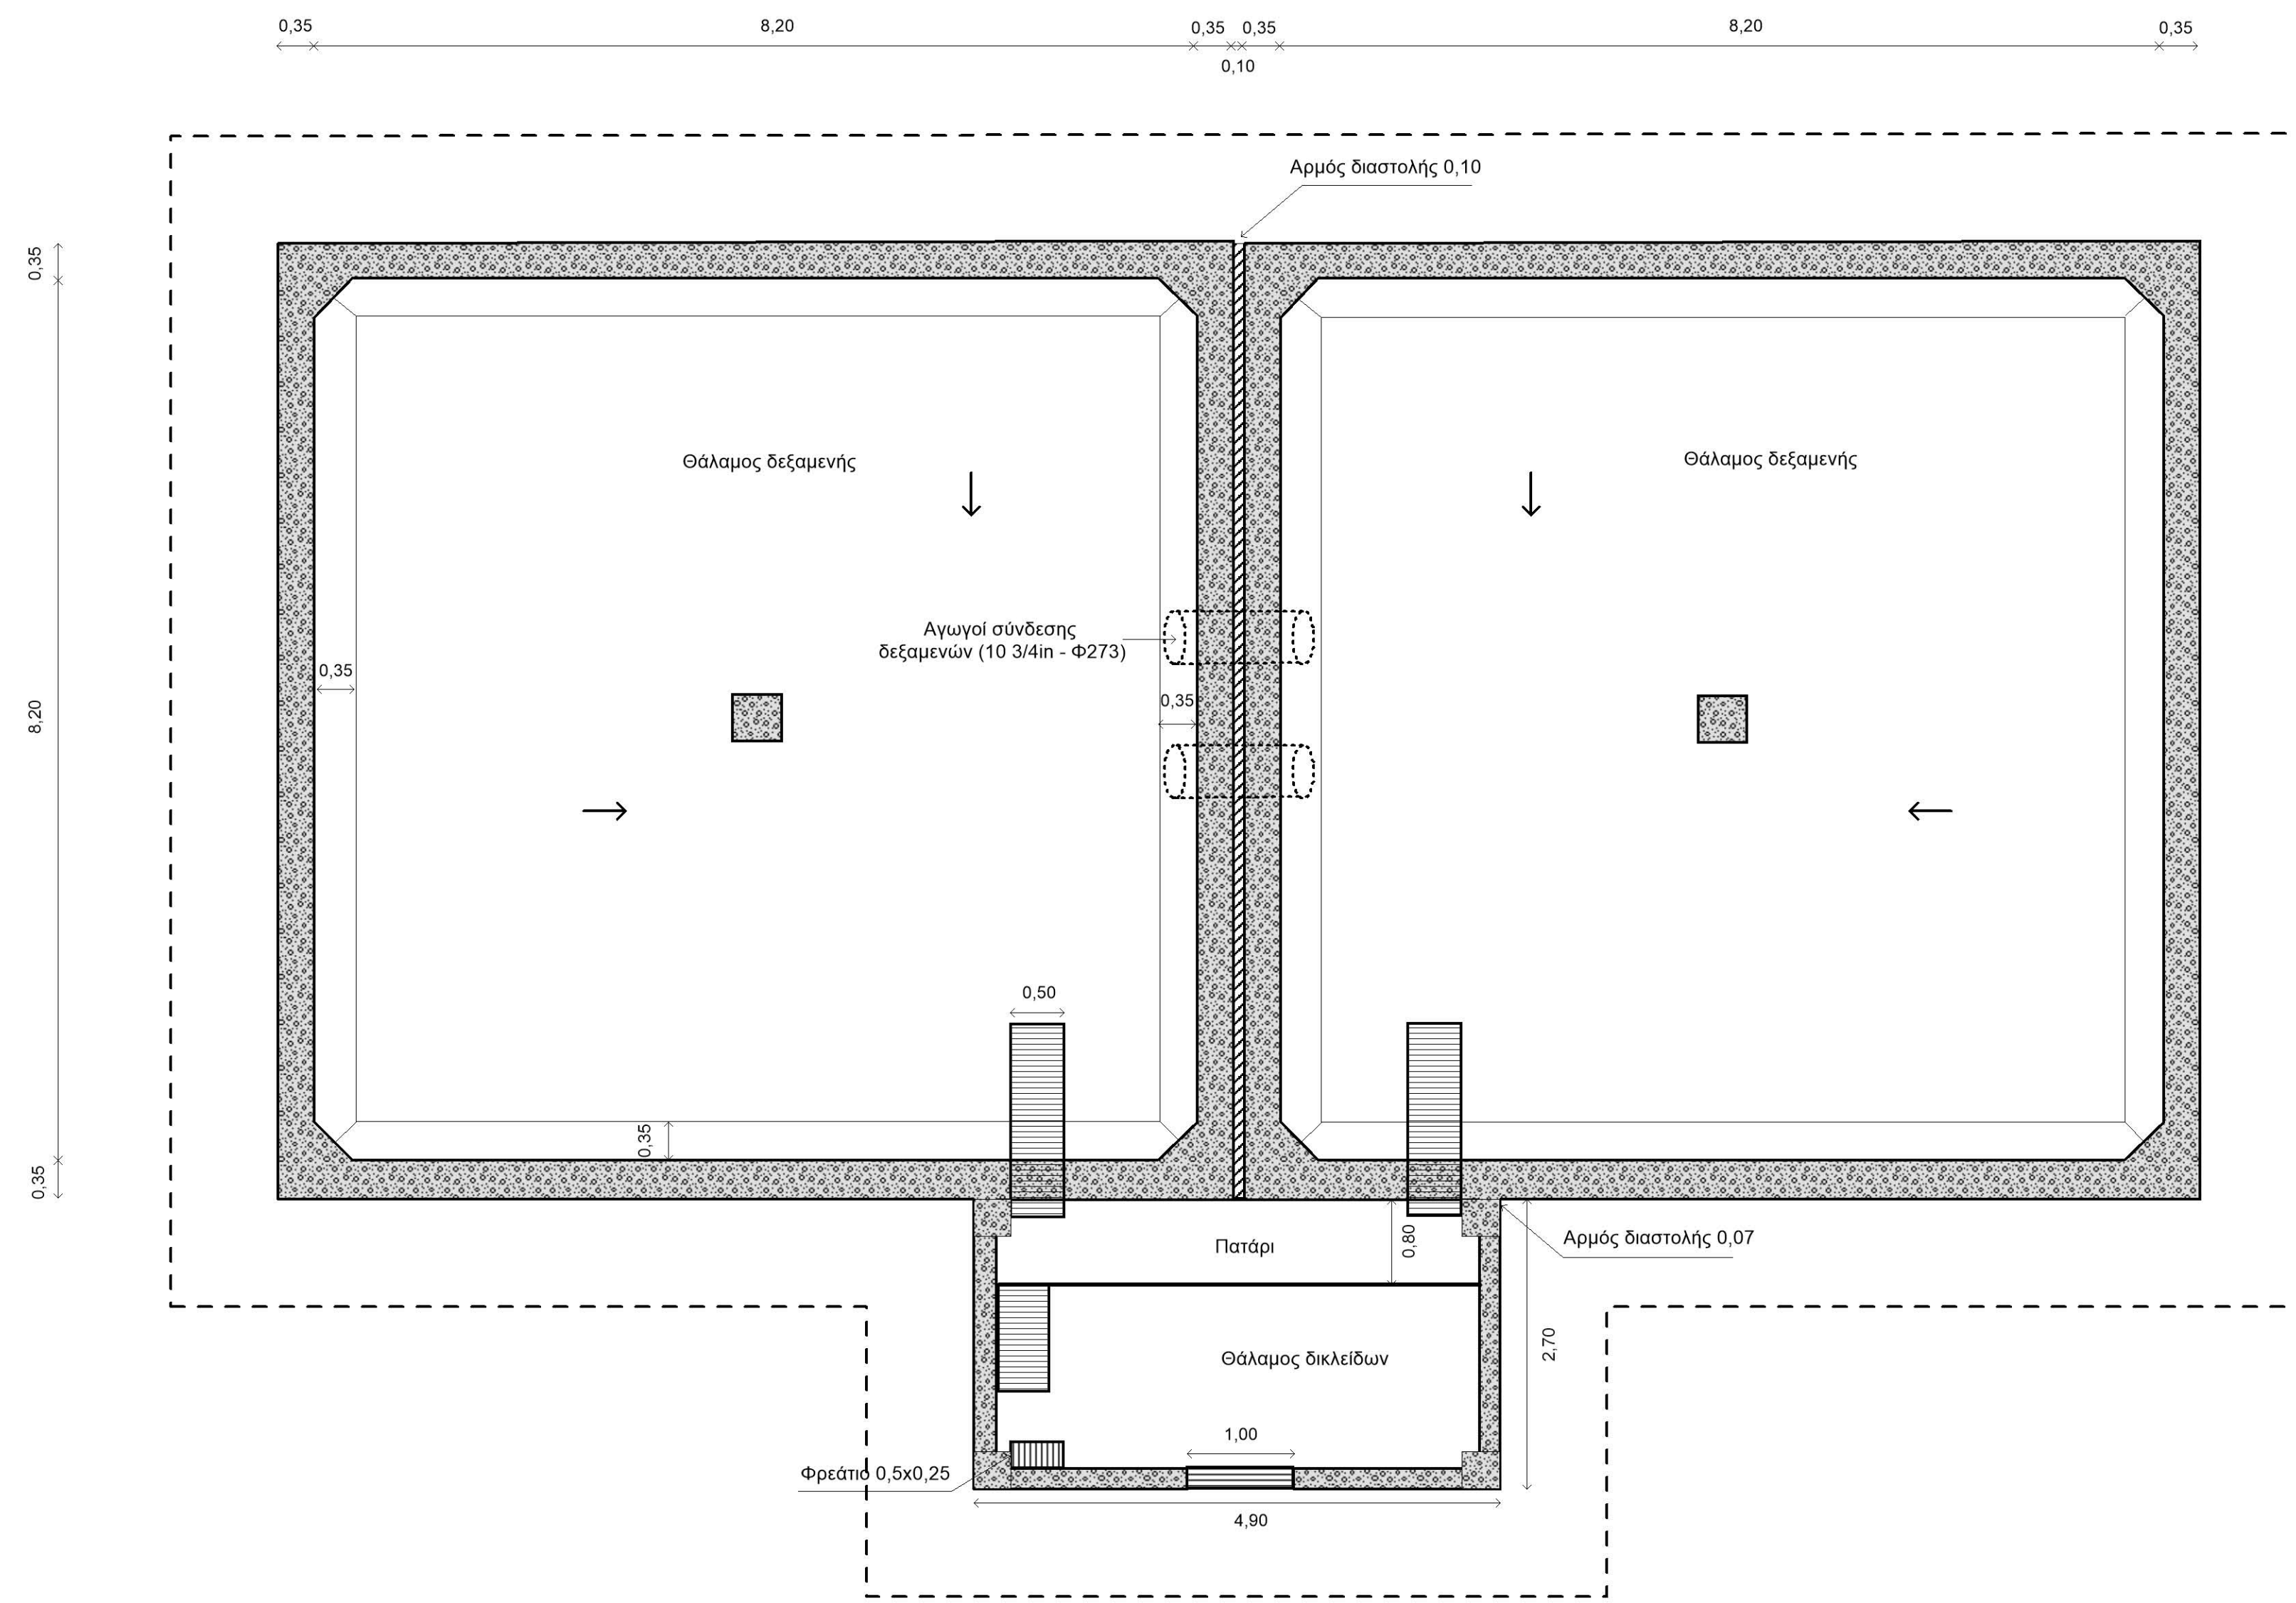 0,35
8,20
0,35
0,35
8,20
0,35
0,10
Αρμός διαστολής 0,10
0,35
Θάλαμος δεξαμενής
Θάλαμος δεξαμενής
Αγωγοί σύνδεσης
δεξαμενών (10 3/4in - Φ273)
0,35
0,35
8,20
0,50
0,35
0,35
Πατάρι
0,80
Αρμός διαστολής 0,07
2,70
Θάλαμος δικλείδων
1,00
Φρεάτιο 0,5x0,25
4,90